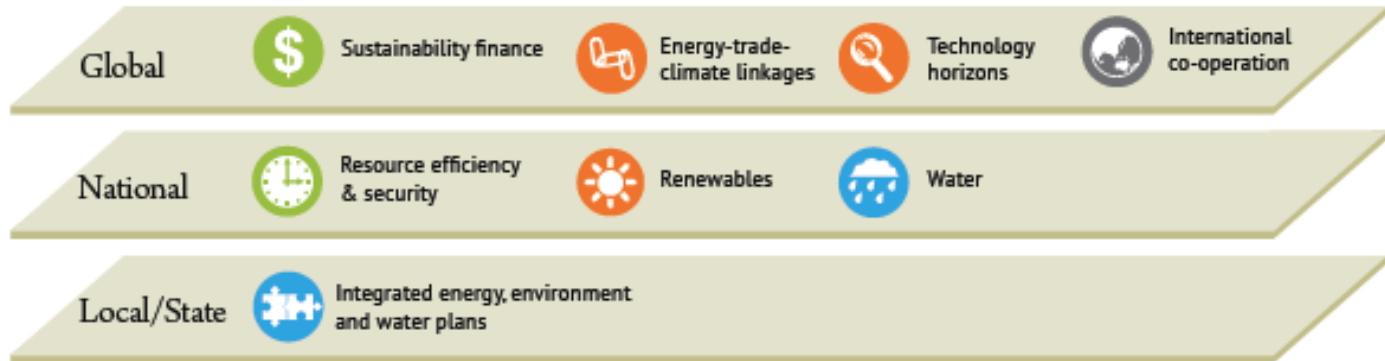 Global
Sustainability finance
Energy-trade-
climate linkages
Technology
horizons
International
co-operation
National
Resource efficiency
& security
Renewables
Water
Local/State
Integrated energy, environment
and water plans